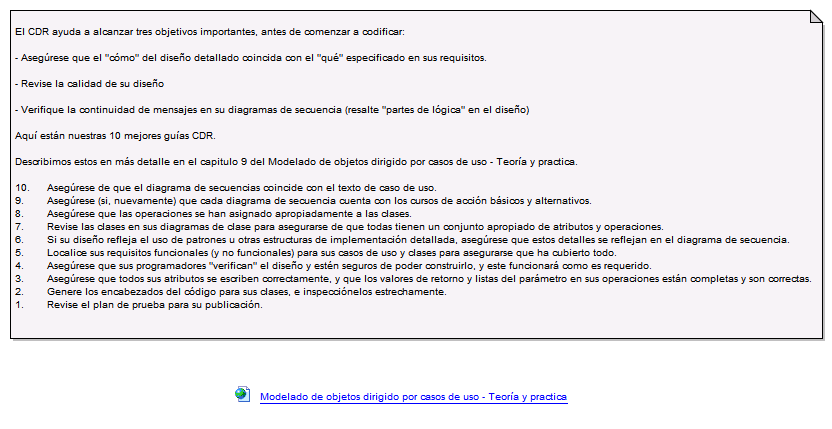 El CDR ayuda a alcanzar tres objetivos importantes, antes de comenzar a codificar:
- Asegúrese que el "cómo" del diseño detallado coincida con el "qué" especificado en sus requisitos.
- Revise la calidad de su diseño
- Verifique la continuidad de mensajes en su diagramas de secuencia (resalte "partes de lógica" en el diseño)
Aquí están nuestras 10 mejores guías CDR.
Describimos estos en más detalle en el capitulo 9 del Modelado de objetos dirigido por casos de uso - Teoría y practica.
10. Asegúrese de que el diagrama de secuencias coincide con el texto de caso de uso.
9. Asegúrese (si, nuevamente) que cada diagrama de secuencia cuenta con los cursos de acción básicos y alternativos.
8. Asegúrese que las operaciones se han asignado apropiadamente a las clases.
7. Revise las clases en sus diagramas de clase para asegurarse de que todas tienen un conjunto apropiado de atributos y operaciones.
6. Si su diseño refleja el uso de patrones u otras estructuras de implementación detallada, asegúrese que estos detalles se reflejan en el diagrama de secuencia.
5. Localice sus requisitos funcionales (y no funcionales) para sus casos de uso y clases para asegurarse que ha cubierto todo.
4. Asegúrese que sus programadores "verifican" el diseño y estén seguros de poder construirlo, y este funcionará como es requerido.
3. Asegúrese que todos sus atributos se escriben correctamente, y que los valores de retorno y listas del parámetro en sus operaciones están completas y son correctas.
2. Genere los encabezados del código para sus clases, e inspecciónelos estrechamente.
1. Revise el plan de prueba para su publicación.
Modelado de objetos dirigido por casos de uso - Teoría y practica